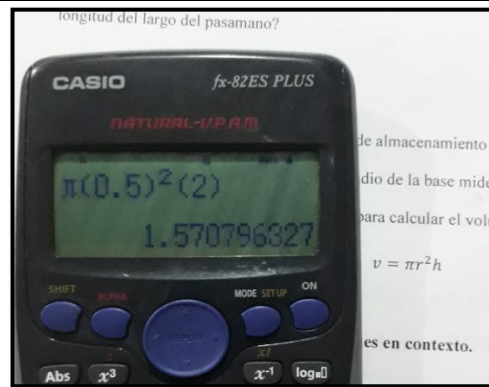 longitud del largo del pasamano?
CASIO fx-82ES PLUS
NATURAL-V.P.A.M.
π(0.5)²(2)
1.570796327
de almacenamiento
dio de la base mide
para calcular el volu
v = πr²h
es en contexto.
SHIFT ALPHA MODE SETUP ON
REPLAY
Abs x³ x! x⁻¹ log